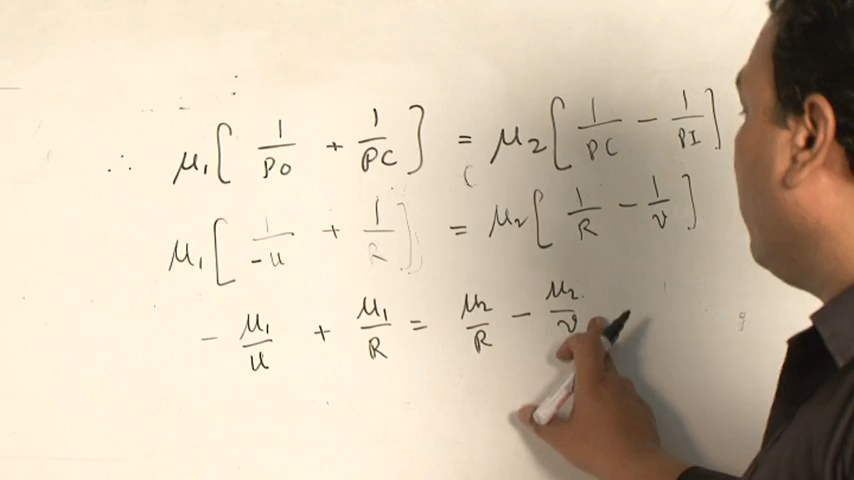 ∴ μ₁[ 1/PO + 1/PC ] = μ₂[ 1/PC − 1/PI ]
μ₁[ 1/-u + 1/R ] = μ₂[ 1/R − 1/v ]
− μ₁/u + μ₁/R = μ₂/R − μ₂/v